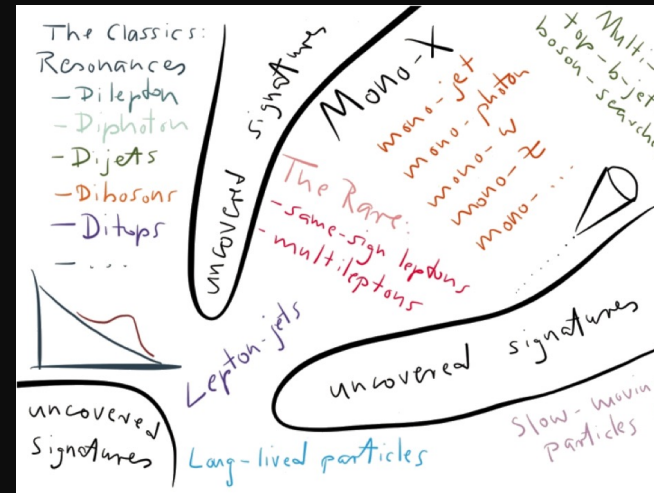 The Classics:
Resonances
- Dilepton
- Diphoton
- Dijets
- Dibosons
- Ditops
- ...
uncovered signatures
Mono-X
mono-jet
mono-photon
mono-w
mono-z
mono-...
Multi-
top-b-jet
boson-search
The Rare:
- same-sign leptons
- multileptons
Lepton-jets
uncovered signatures
uncovered
signatures
Long-lived particles
Slow-movin
particles